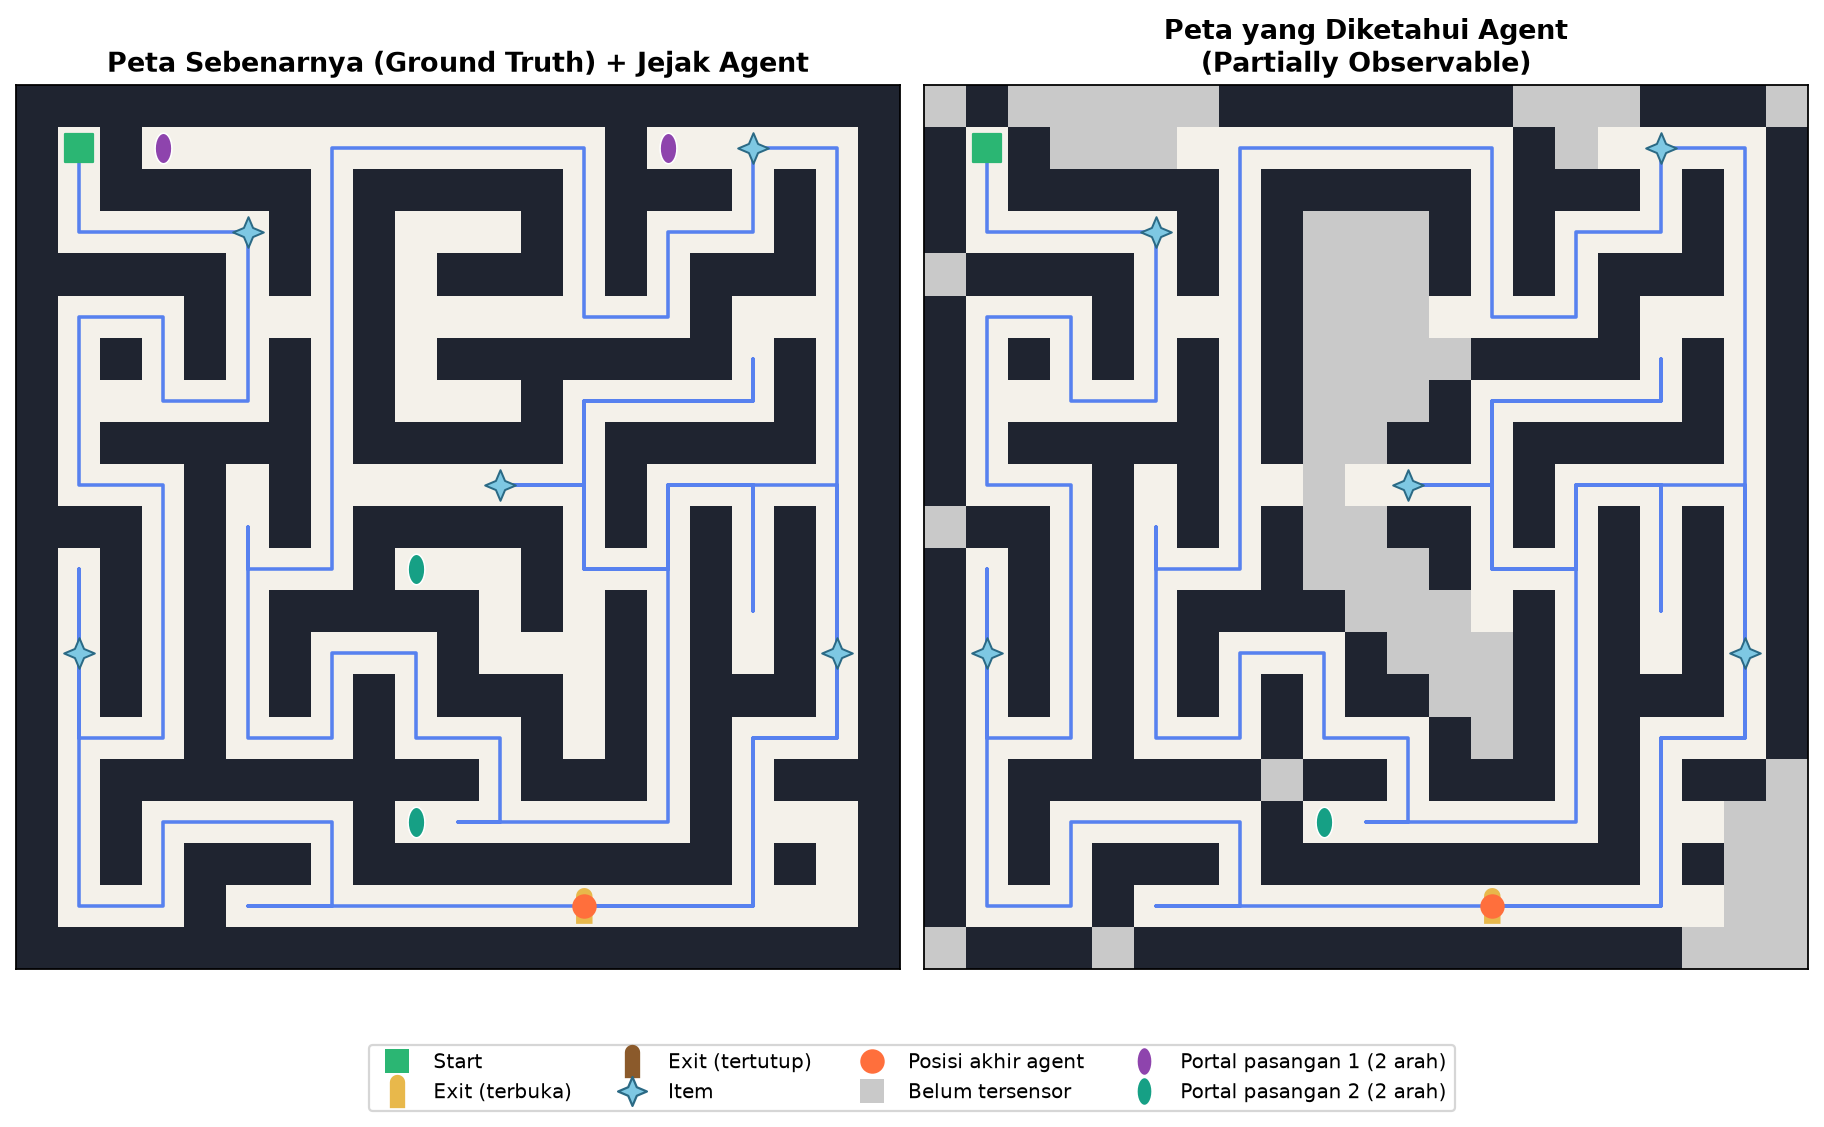 Peta Sebenarnya (Ground Truth) + Jejak Agent
Peta yang Diketahui Agent
(Partially Observable)
Start
Exit (terbuka)
Exit (tertutup)
Item
Posisi akhir agent
Belum tersensor
Portal pasangan 1 (2 arah)
Portal pasangan 2 (2 arah)